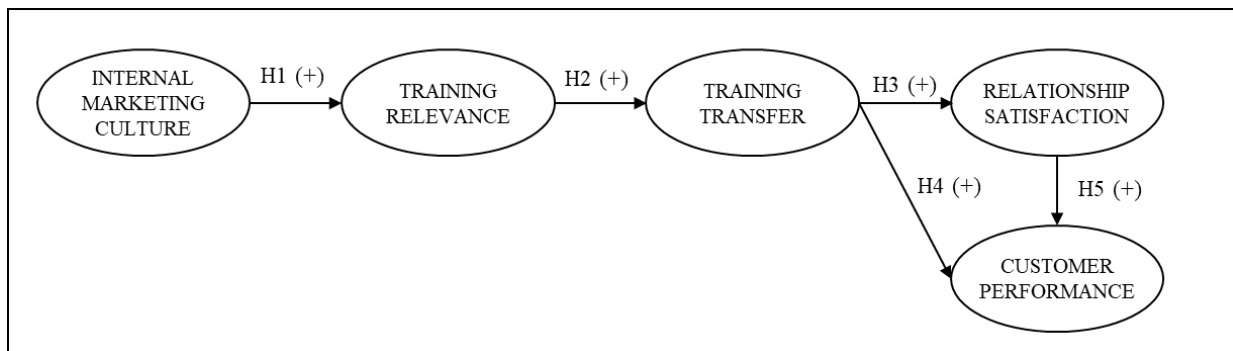 INTERNAL
MARKETING
CULTURE
H1 (+)
TRAINING
RELEVANCE
H2 (+)
TRAINING
TRANSFER
H3 (+)
RELATIONSHIP
SATISFACTION
H4 (+)
H5 (+)
CUSTOMER
PERFORMANCE